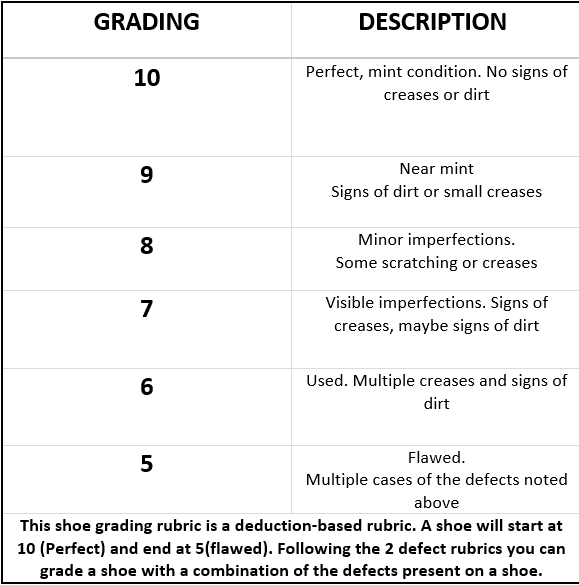 GRADING DESCRIPTION
10 Perfect, mint condition. No signs of
creases or dirt
9 Near mint
Signs of dirt or small creases
8 Minor imperfections.
Some scratching or creases
7 Visible imperfections. Signs of
creases, maybe signs of dirt
6 Used. Multiple creases and signs of
dirt
5 Flawed.
Multiple cases of the defects noted
above
This shoe grading rubric is a deduction-based rubric. A shoe will start at
10 (Perfect) and end at 5(flawed). Following the 2 defect rubrics you can
grade a shoe with a combination of the defects present on a shoe.